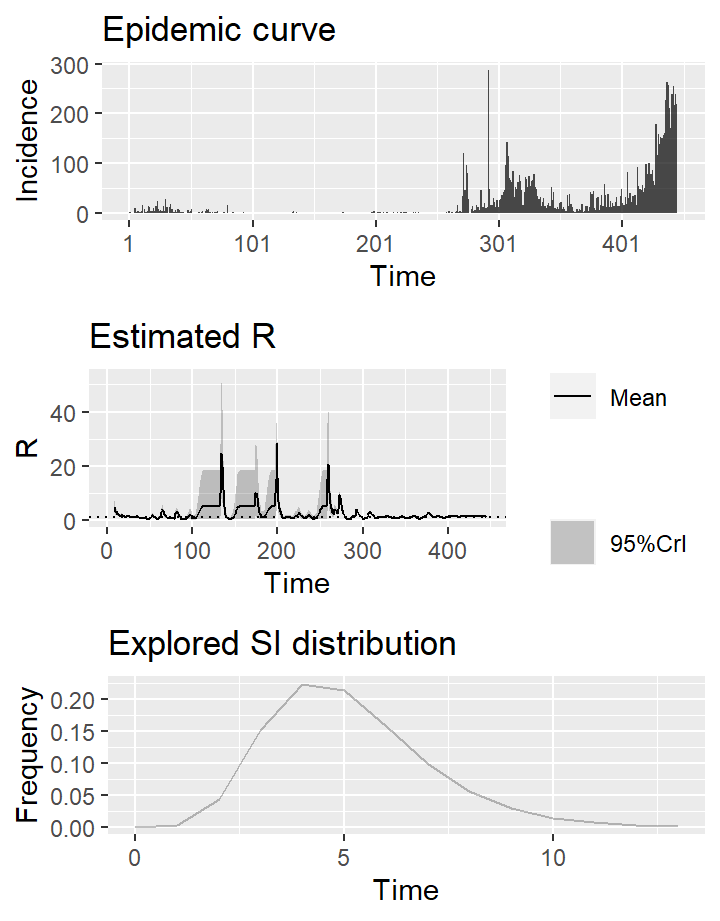 Epidemic curve
Incidence
300
200
100
0
1 101 201 301 401
Time
Estimated R
R
40
20
0
0 100 200 300 400
Time
Mean
95%CrI
Explored SI distribution
Frequency
0.20
0.15
0.10
0.05
0.00
0 5 10
Time